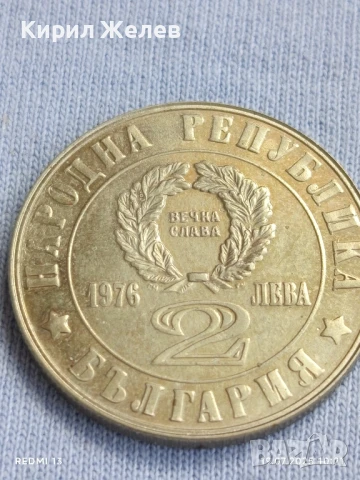 Кирил Желев
НАРОДНА РЕПУБЛИКА
ВЕЧНА
СЛАВА
1976 ЛЕВА
2
БЪЛГАРИЯ
REDMI 13